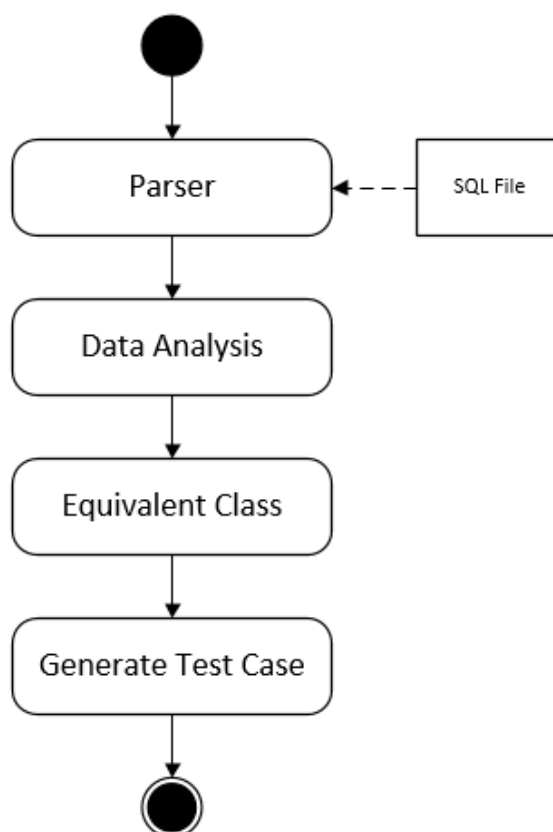 Parser
SQL File
Data Analysis
Equivalent Class
Generate Test Case